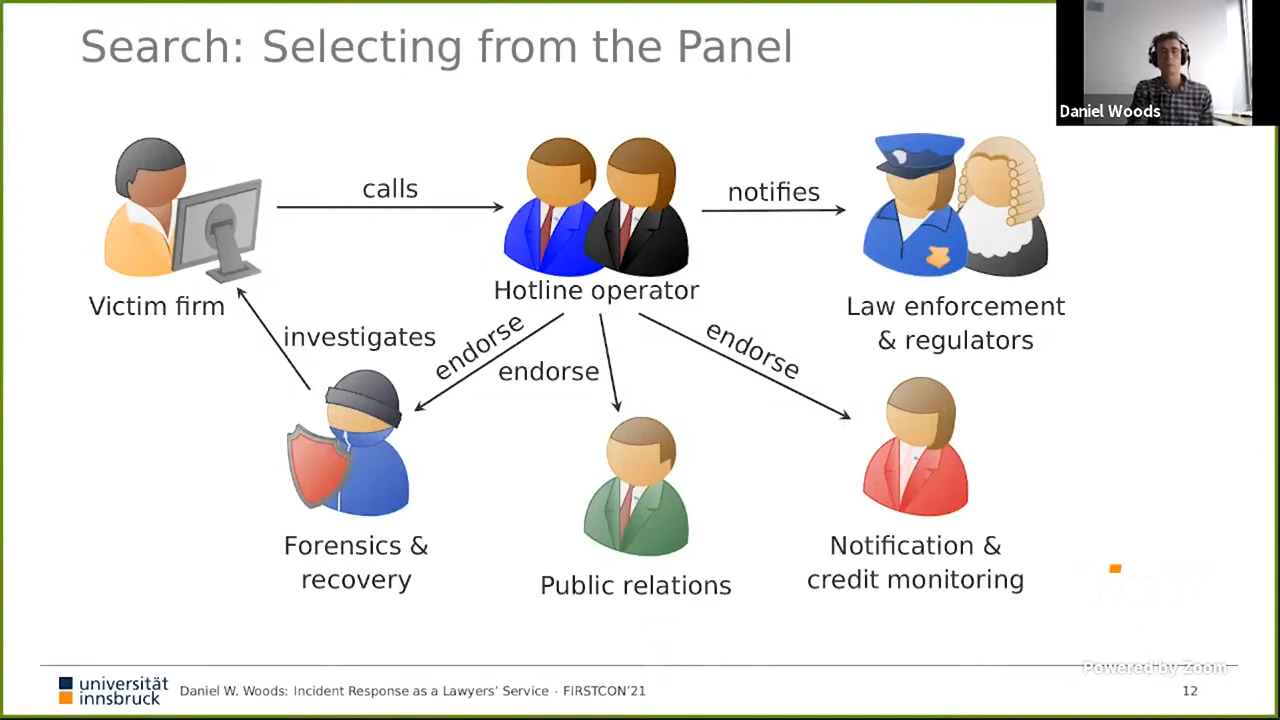 Search: Selecting from the Panel
Daniel Woods
calls
notifies
Victim firm
Hotline operator
Law enforcement
& regulators
investigates
endorse
endorse
endorse
Forensics &
recovery
Public relations
Notification &
credit monitoring
Powered by Zoom
universität
innsbruck
Daniel W. Woods: Incident Response as a Lawyers' Service · FIRSTCON'21
12